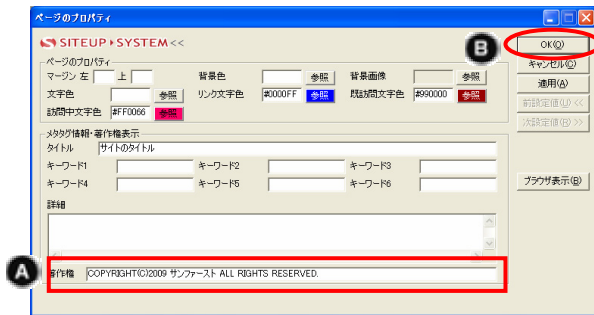 ページのプロパティ
SITEUP SYSTEM<<
B
OK(O)
ページのプロパティ
キャンセル(C)
マージン 左 上 背景色 参照 背景画像 参照
適用(A)
文字色 参照 リンク文字色 #0000FF 参照 既訪問文字色 #990000 参照
前設定値(U) <<
訪問中文字色 #FF0066 参照
次設定値(R) >>
メタタグ情報・著作権表示
タイトル サイトのタイトル
キーワード1 キーワード2 キーワード3
キーワード4 キーワード5 キーワード6
ブラウザ表示(B)
詳細
A
著作権 COPYRIGHT(C)2009 サンファースト ALL RIGHTS RESERVED.